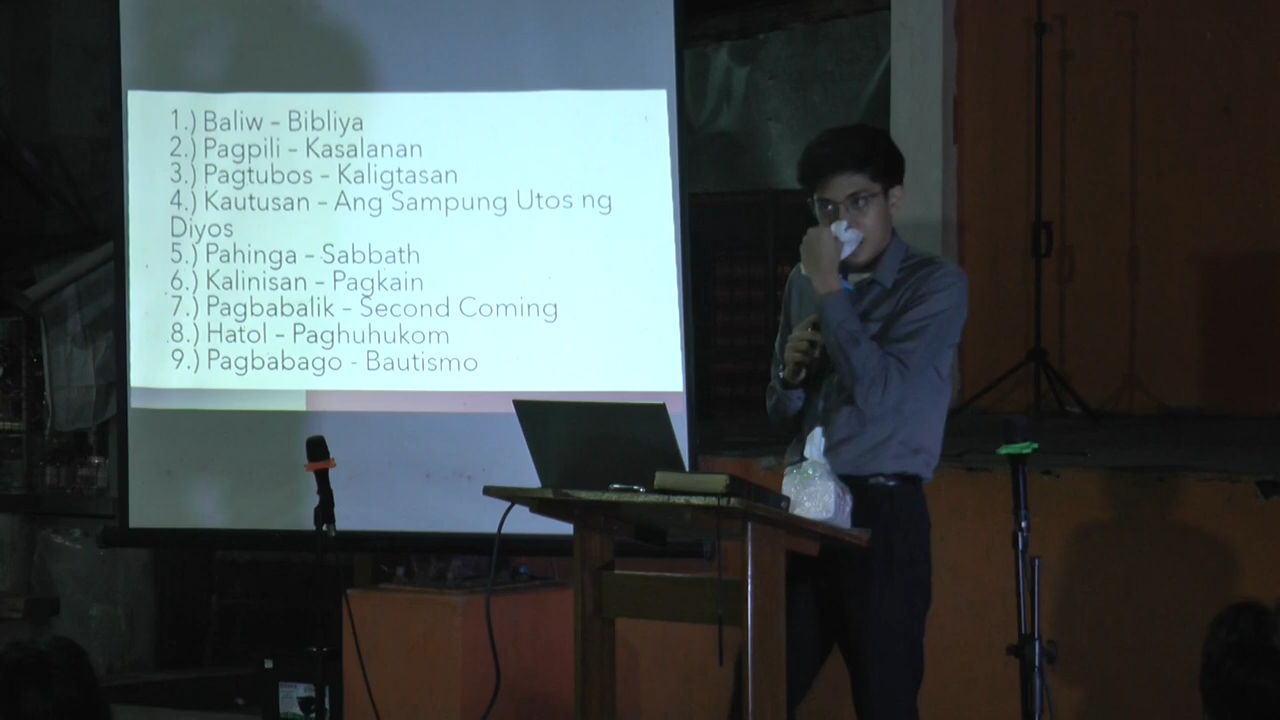 1.) Baliw – Bibliya
2.) Pagpili – Kasalanan
3.) Pagtubos – Kaligtasan
4.) Kautusan – Ang Sampung Utos ng
Diyos
5.) Pahinga – Sabbath
6.) Kalinisan – Pagkain
7.) Pagbabalik – Second Coming
8.) Hatol – Paghuhukom
9.) Pagbabago - Bautismo